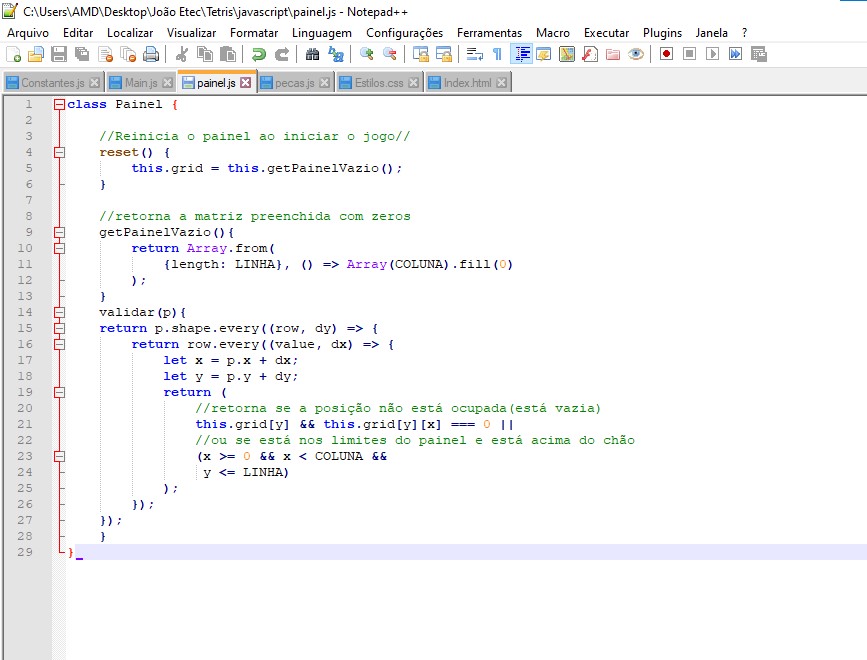 C:\Users\AMD\Desktop\João Etec\Tetris\javascript\painel.js - Notepad++
Arquivo Editar Localizar Visualizar Formatar Linguagem Configurações Ferramentas Macro Executar Plugins Janela ?
Constantes.js Main.js painel.js pecas.js Estilos.css Index.html
1 class Painel {
2
3 //Reinicia o painel ao iniciar o jogo//
4 reset() {
5 this.grid = this.getPainelVazio();
6 }
7
8 //retorna a matriz preenchida com zeros
9 getPainelVazio(){
10 return Array.from(
11 {length: LINHA}, () => Array(COLUNA).fill(0)
12 );
13 }
14 validar(p){
15 return p.shape.every((row, dy) => {
16 return row.every((value, dx) => {
17 let x = p.x + dx;
18 let y = p.y + dy;
19 return (
20 //retorna se a posição não está ocupada(está vazia)
21 this.grid[y] && this.grid[y][x] === 0 ||
22 //ou se está nos limites do painel e está acima do chão
23 (x >= 0 && x < COLUNA &&
24 y <= LINHA)
25 );
26 });
27 });
28 }
29 }